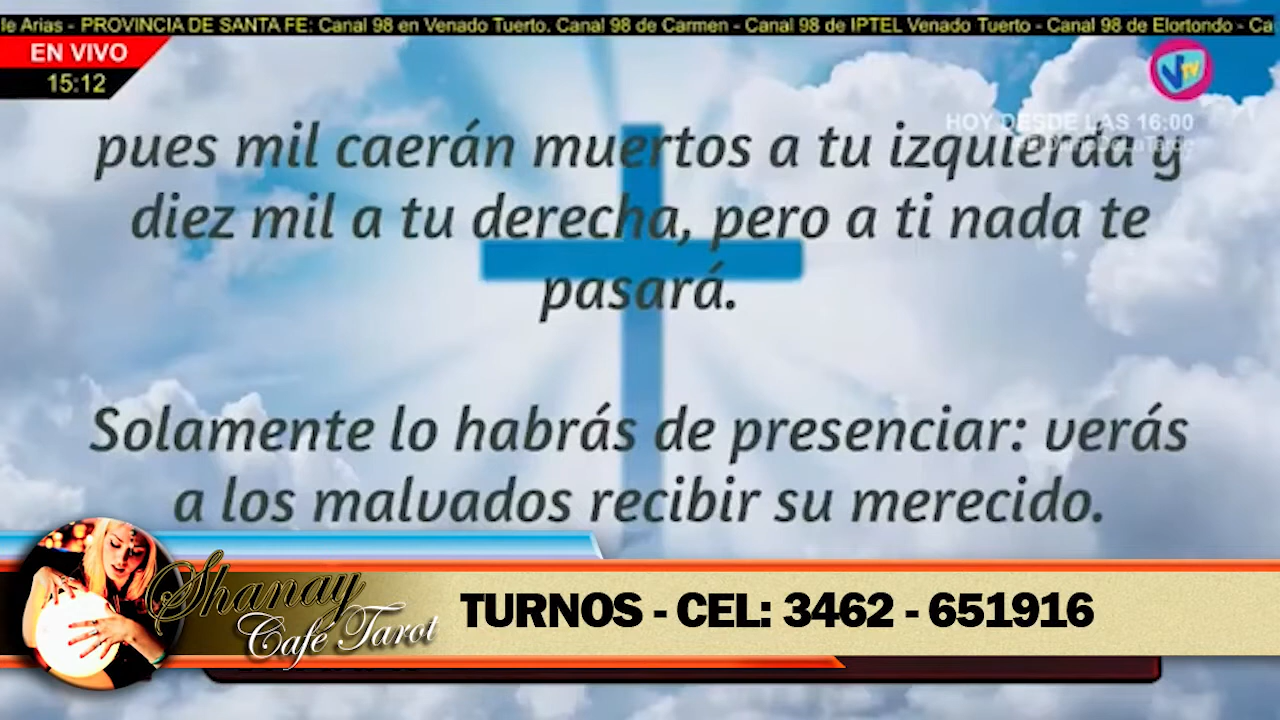 le Arias - PROVINCIA DE SANTA FE: Canal 98 en Venado Tuerto. Canal 98 de Carmen - Canal 98 de IPTEL Venado Tuerto - Canal 98 de Elortondo - Ca
EN VIVO
15:12
VTV
HOY DESDE LAS 16:00
pues mil caerán muertos a tu izquierda y
diez mil a tu derecha, pero a ti nada te
pasará.
Solamente lo habrás de presenciar: verás
a los malvados recibir su merecido.
Shanay
Café Tarot
TURNOS - CEL: 3462 - 651916